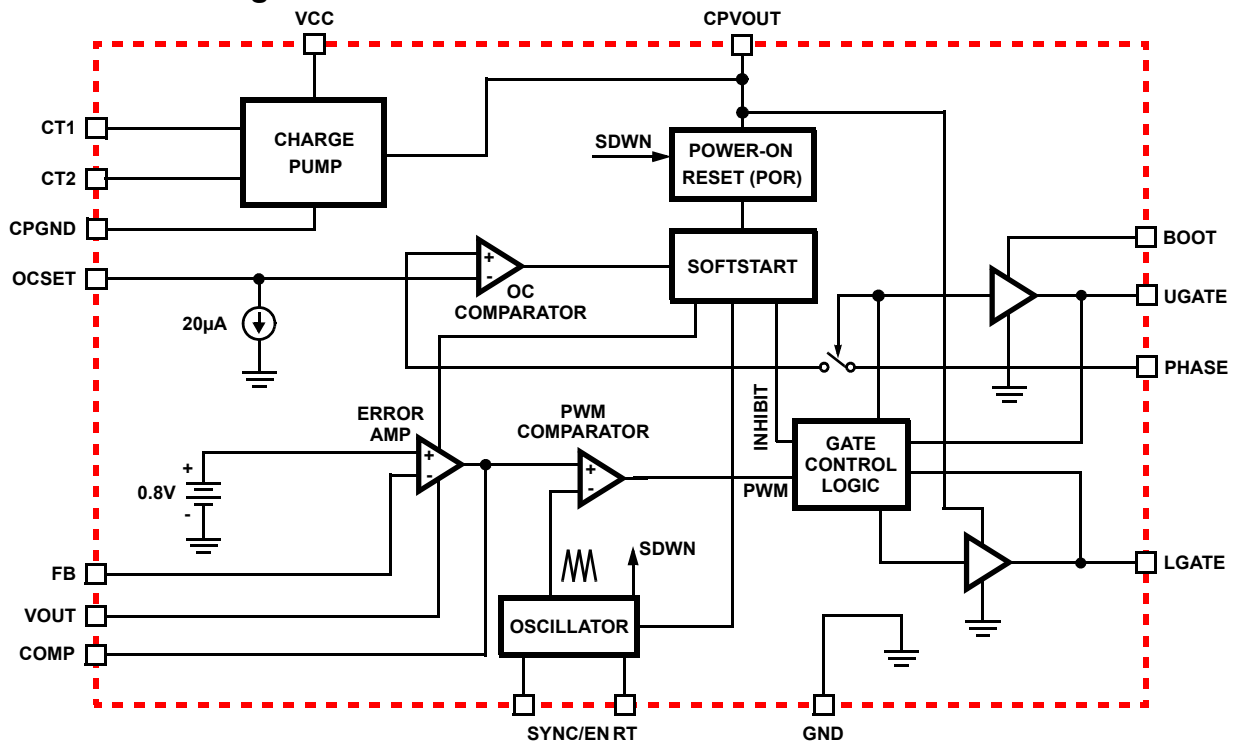 VCC
CPVOUT
CT1
CT2
CPGND
OCSET
CHARGE
PUMP
SDWN
POWER-ON
RESET (POR)
SOFTSTART
+
-
OC
COMPARATOR
20µA
BOOT
UGATE
PHASE
INHIBIT
ERROR
AMP
PWM
COMPARATOR
+
0.8V
-
+
-
+
-
PWM
GATE
CONTROL
LOGIC
SDWN
FB
VOUT
COMP
OSCILLATOR
LGATE
SYNC/EN
RT
GND